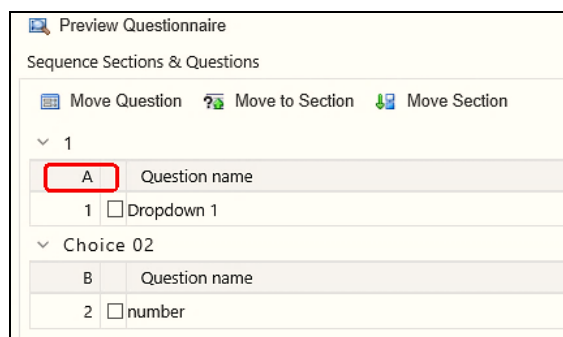 Preview Questionnaire
Sequence Sections & Questions
Move Question Move to Section Move Section
1
A Question name
1 Dropdown 1
Choice 02
B Question name
2 number